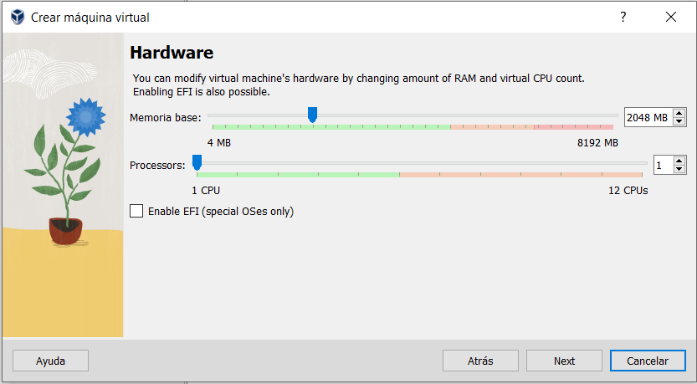 Crear máquina virtual
?
Hardware
You can modify virtual machine's hardware by changing amount of RAM and virtual CPU count.
Enabling EFI is also possible.
Memoria base:
2048 MB
4 MB
8192 MB
Processors:
1
1 CPU
12 CPUs
Enable EFI (special OSes only)
Ayuda
Atrás
Next
Cancelar